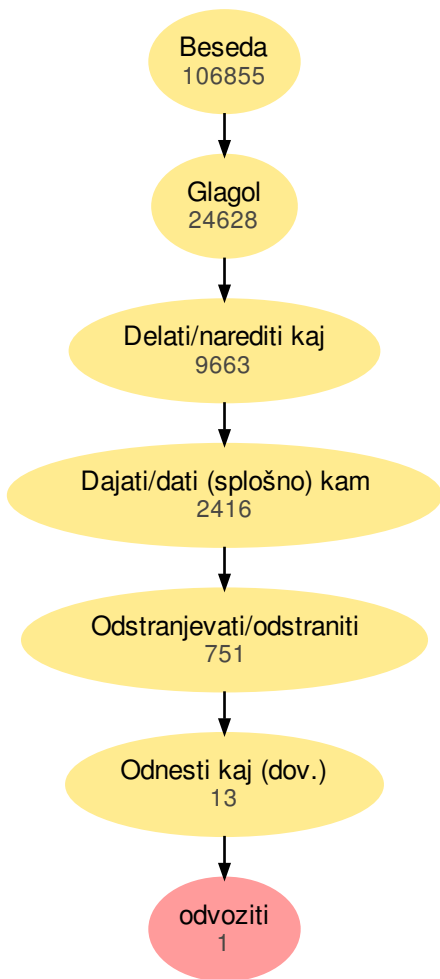 Beseda
106855
Glagol
24628
Delati/narediti kaj
9663
Dajati/dati (splošno) kam
2416
Odstranjevati/odstraniti
751
Odnesti kaj (dov.)
13
odvoziti
1